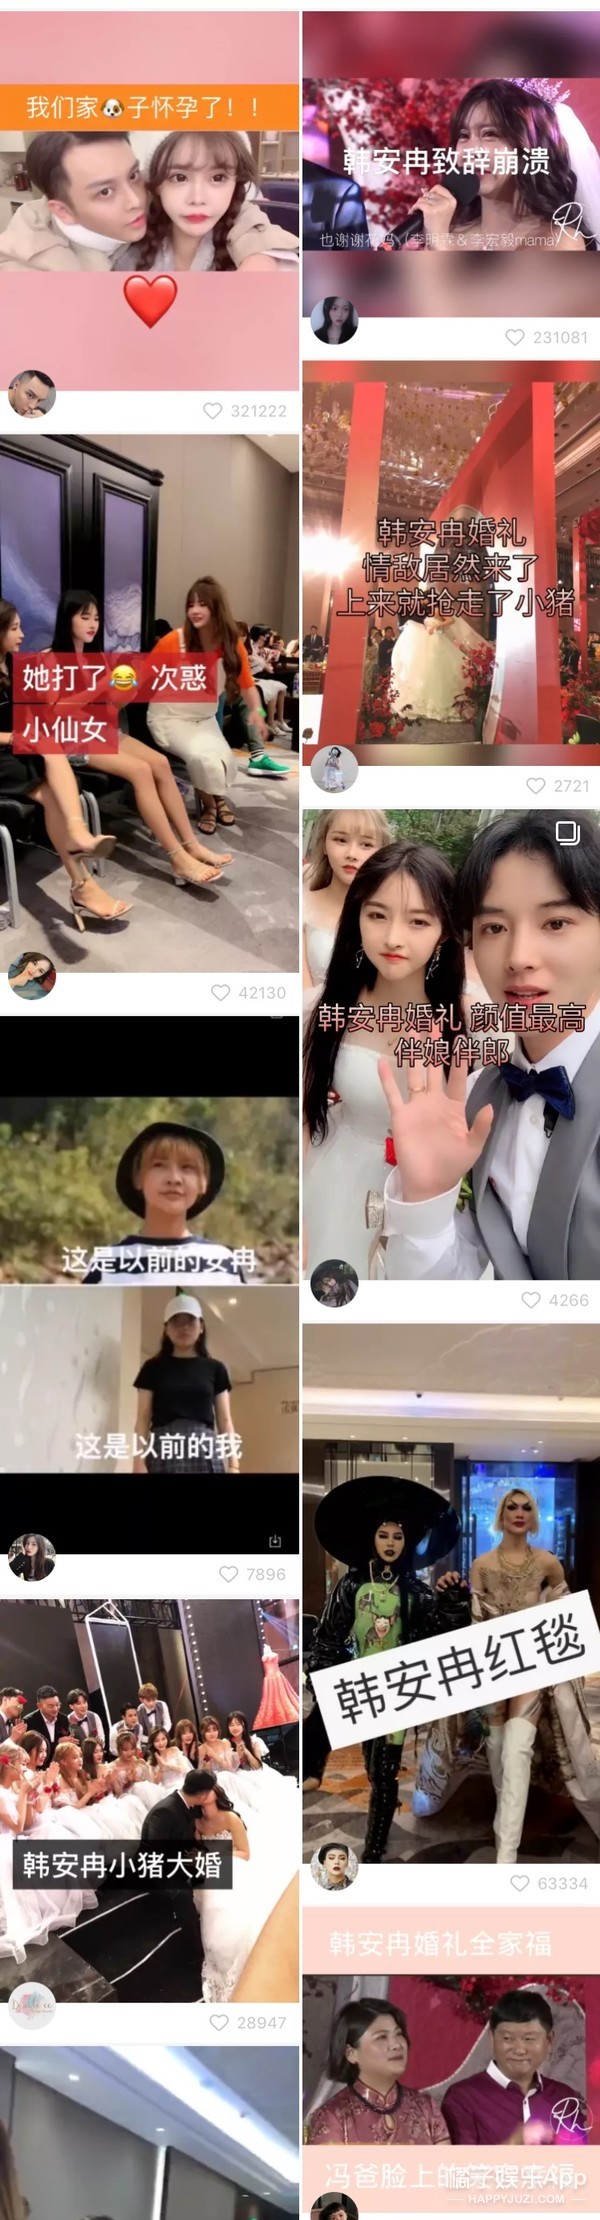 我们家🐶子怀孕了！！
❤️
321222
她打了😂 次惑
小仙女
42130
这是以前的安冉
这是以前的我
7896
韩安冉小猪大婚
28947
韩安冉致辞崩溃
也谢谢花妈（李明霖＆李宏毅mama
Rh
231081
韩安冉婚礼
情敌居然来了
上来就抢走了小猪
2721
韩安冉婚礼 颜值最高
伴娘伴郎
4266
韩安冉红毯
63334
韩安冉婚礼全家福
Rh
冯爸脸上的
橘子娱乐App
HAPPYJUZI.COM